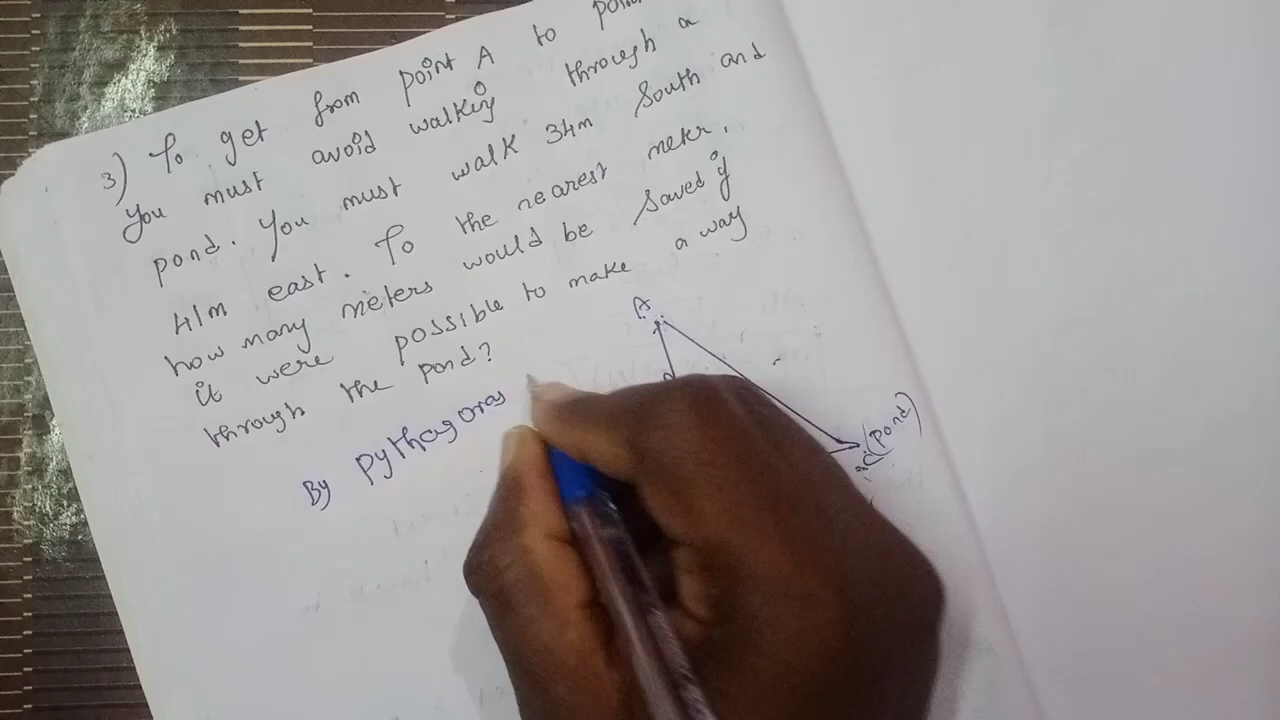 3) To get from point A to
You must avoid walking through a
pond. You must walk 34m South and
41m east. To the nearest meter,
how many meters would be saved if
it were possible to make a way
through the pond?
By pythagoras
A
C (pond)